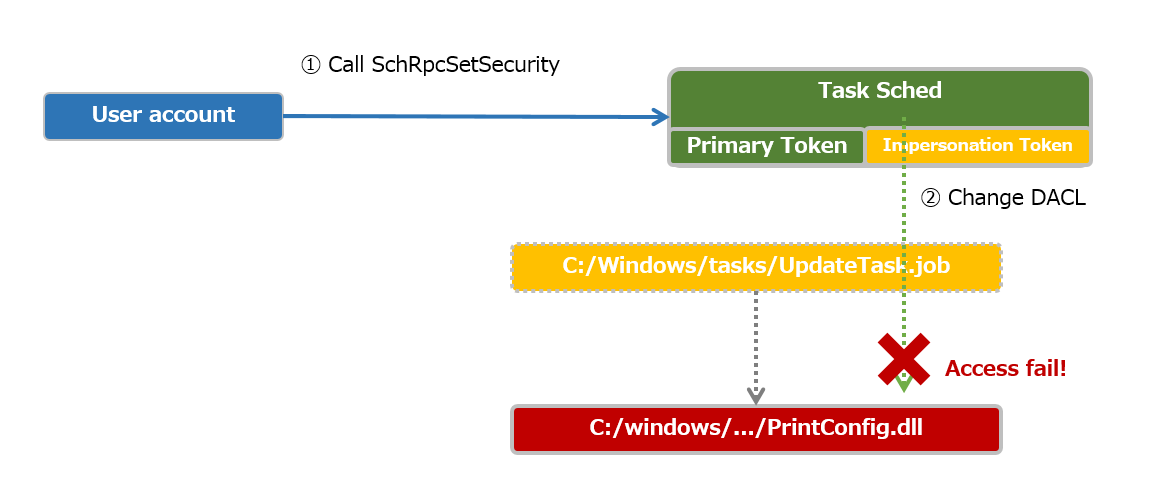 ① Call SchRpcSetSecurity
User account
Task Sched
Primary Token
Impersonation Token
② Change DACL
C:/Windows/tasks/UpdateTask.job
Access fail!
C:/windows/.../PrintConfig.dll